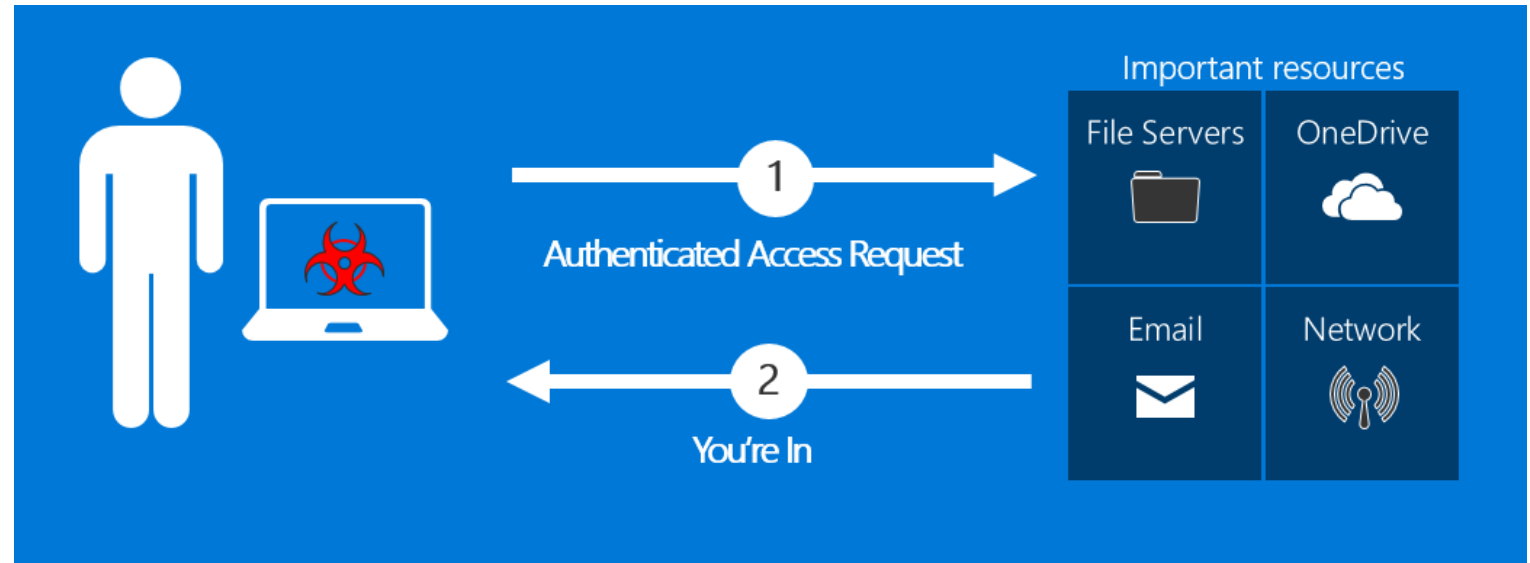 Important resources
File Servers
OneDrive
1
Authenticated Access Request
Email
Network
2
You're In